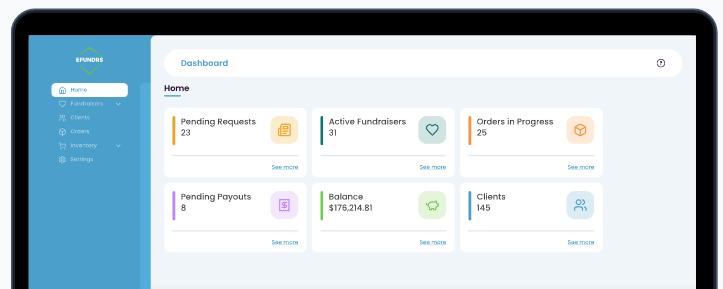 EFUNDRS
Home
Fundraisers
Clients
Orders
Inventory
Settings
Dashboard
Home
Pending Requests
23
See more
Active Fundraisers
31
See more
Orders in Progress
25
See more
Pending Payouts
8
See more
Balance
$176,214.81
See more
Clients
145
See more